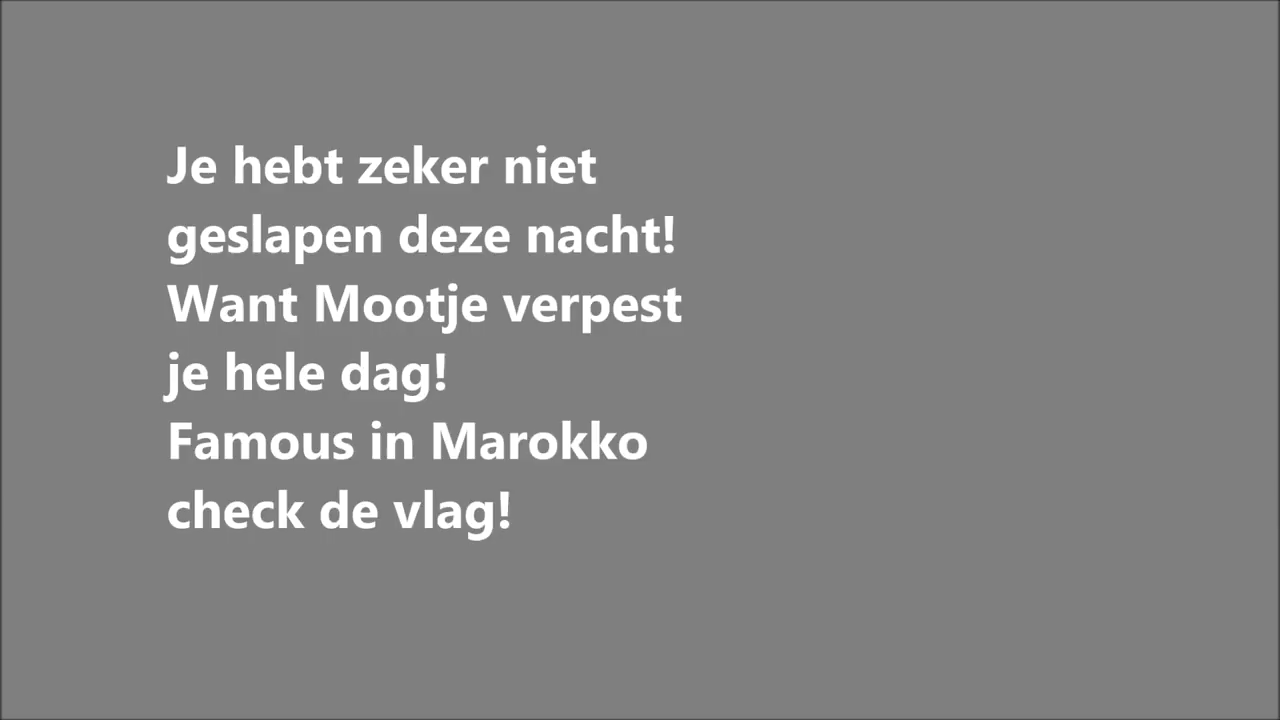 Je hebt zeker niet
geslapen deze nacht!
Want Mootje verpest
je hele dag!
Famous in Marokko
check de vlag!